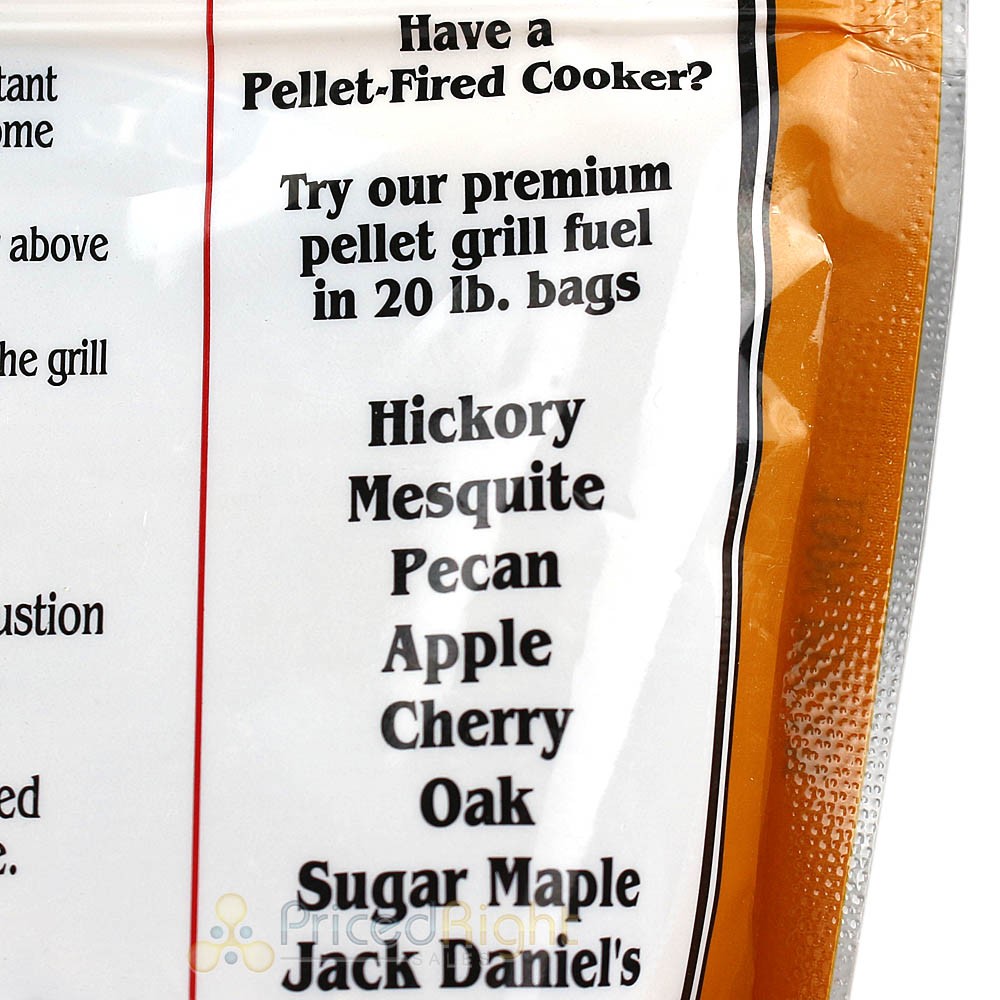 tant
ome
above
he grill
ustion
ed
e.
Have a
Pellet-Fired Cooker?
Try our premium
pellet grill fuel
in 20 lb. bags
Hickory
Mesquite
Pecan
Apple
Cherry
Oak
Sugar Maple
Jack Daniel's
PricedRight
SALES